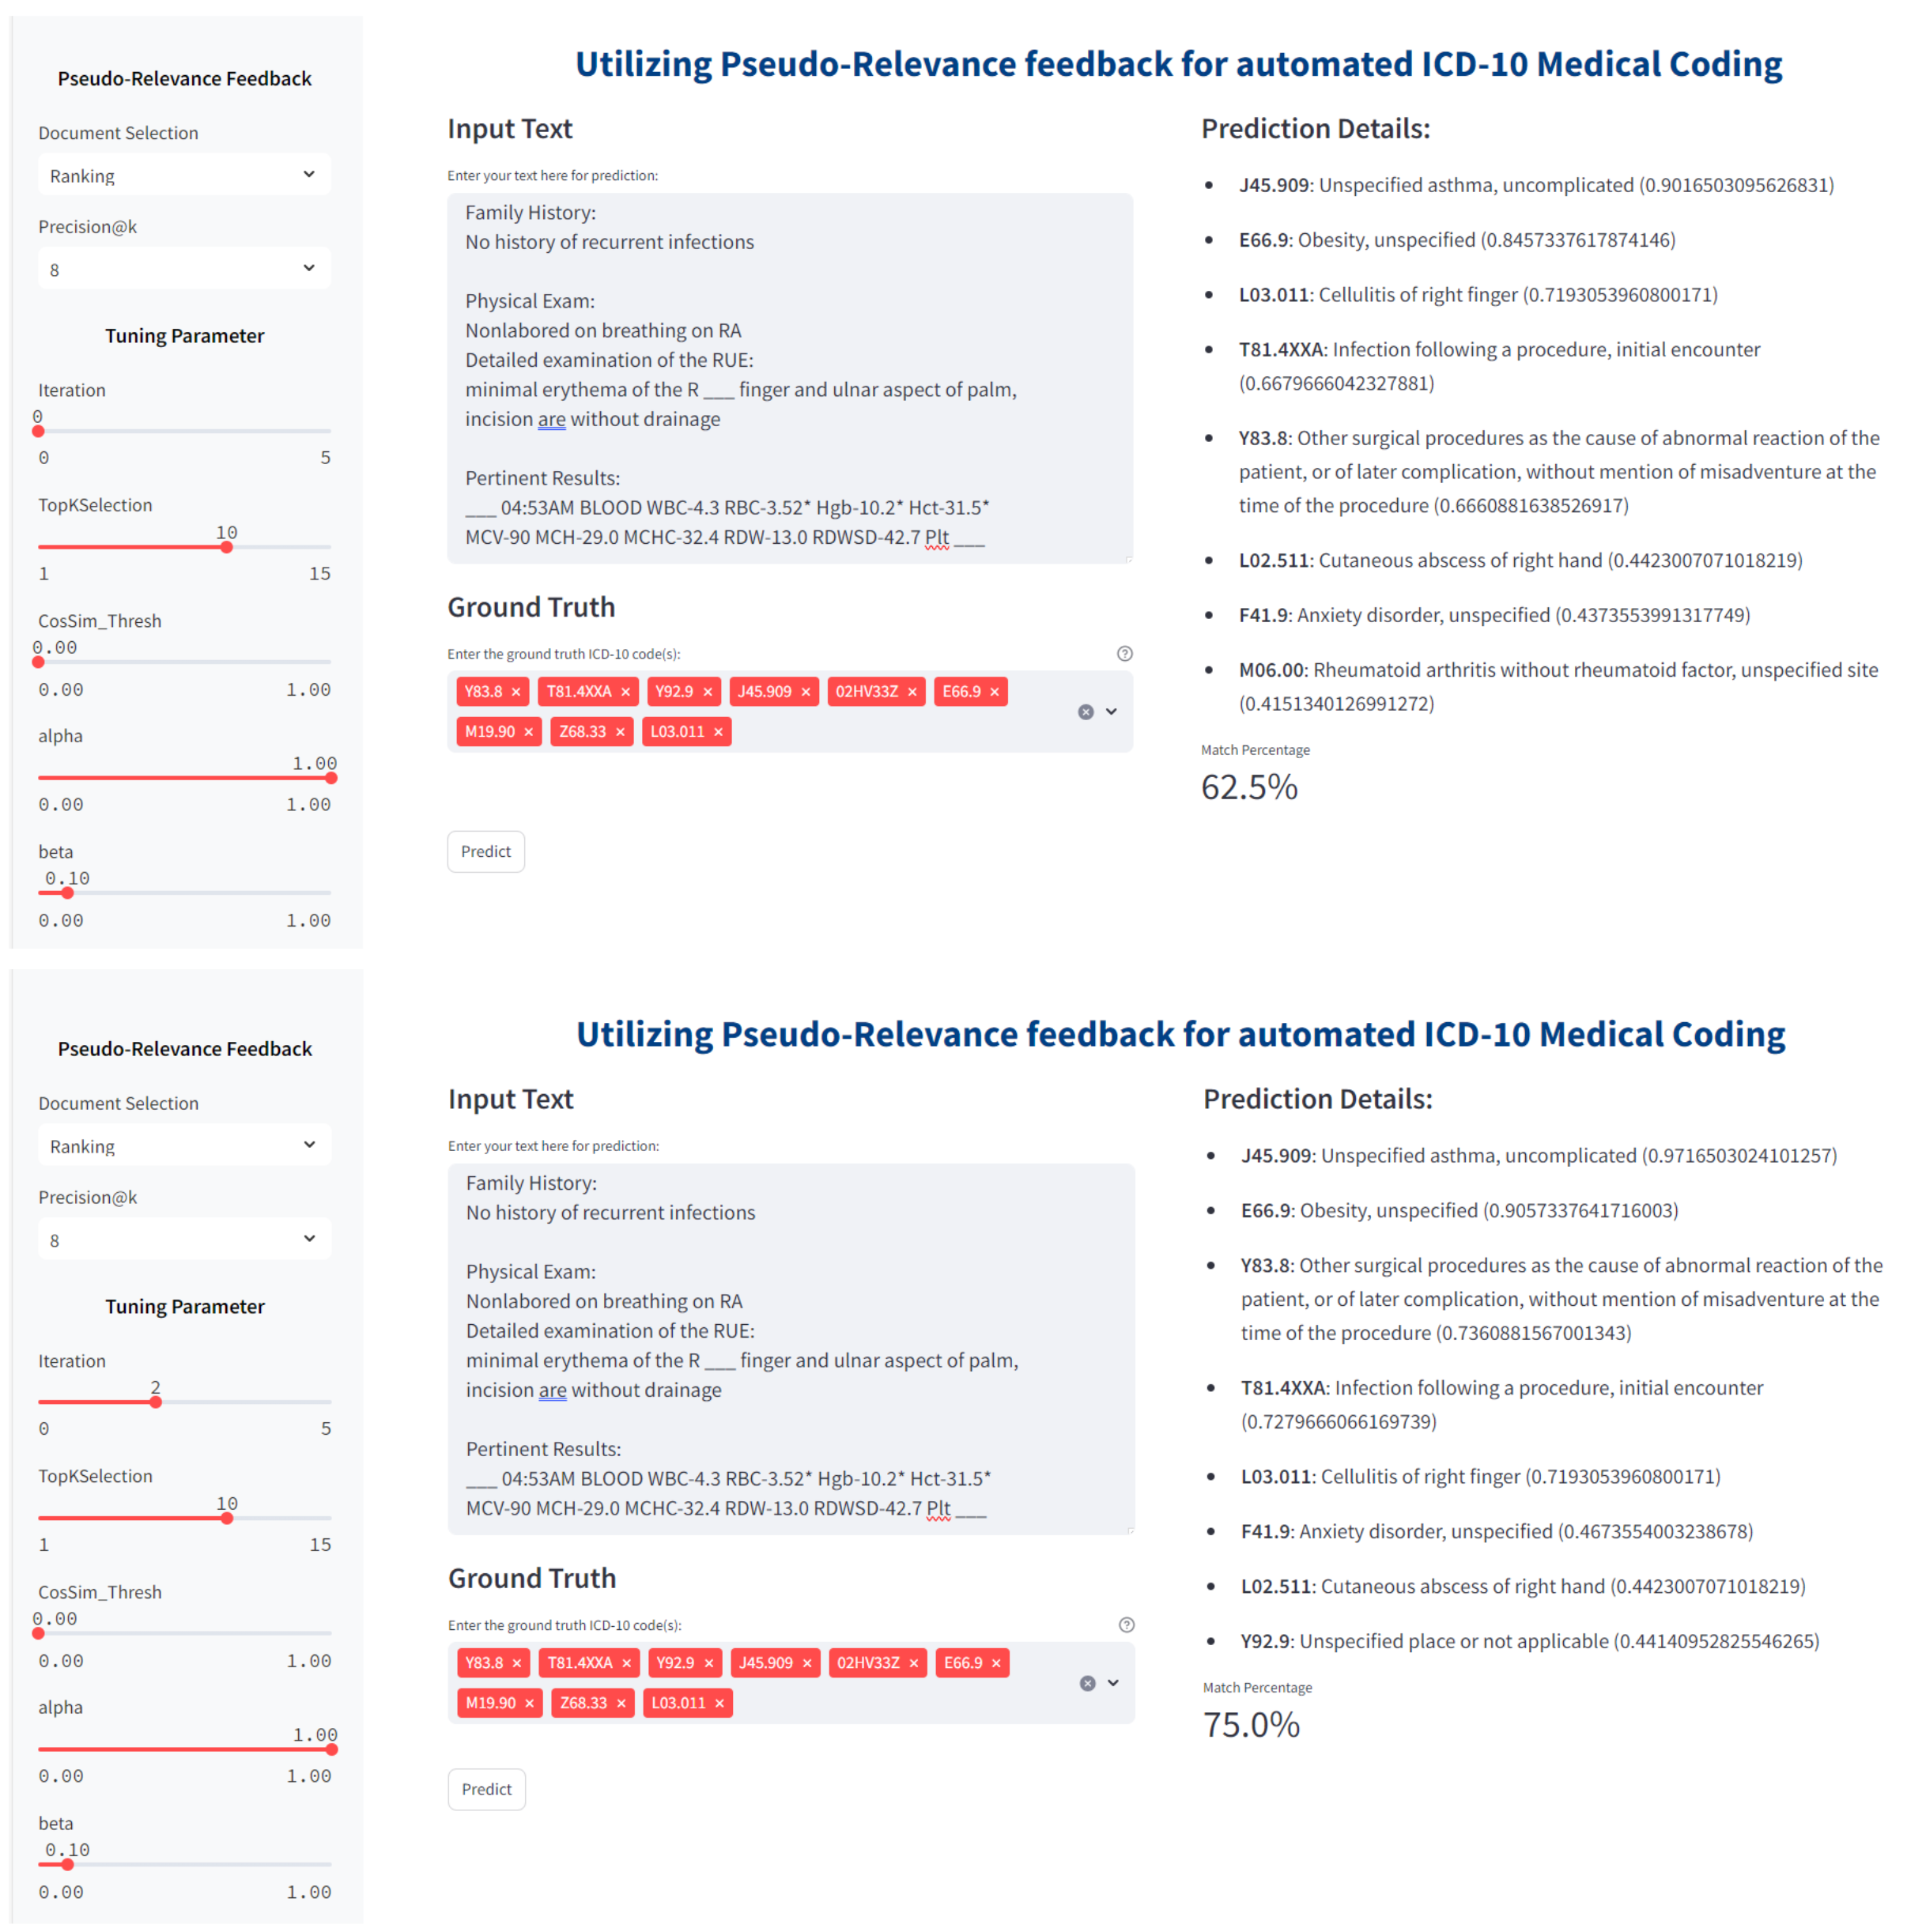 Pseudo-Relevance Feedback
Document Selection
Ranking
Precision@k
8
Tuning Parameter
Iteration
0
0 5
TopKSelection
10
1 15
CosSim_Thresh
0.00
0.00 1.00
alpha
1.00
0.00 1.00
beta
0.10
0.00 1.00
Utilizing Pseudo-Relevance feedback for automated ICD-10 Medical Coding
Input Text
Enter your text here for prediction:
Family History:
No history of recurrent infections
Physical Exam:
Nonlabored on breathing on RA
Detailed examination of the RUE:
minimal erythema of the R ___ finger and ulnar aspect of palm,
incision are without drainage
Pertinent Results:
___ 04:53AM BLOOD WBC-4.3 RBC-3.52* Hgb-10.2* Hct-31.5*
MCV-90 MCH-29.0 MCHC-32.4 RDW-13.0 RDWSD-42.7 Plt ___
Ground Truth
Enter the ground truth ICD-10 code(s):
Y83.8 × T81.4XXA × Y92.9 × J45.909 × 02HV33Z × E66.9 ×
M19.90 × Z68.33 × L03.011 ×
Predict
Prediction Details:
• J45.909: Unspecified asthma, uncomplicated (0.9016503095626831)
• E66.9: Obesity, unspecified (0.8457337617874146)
• L03.011: Cellulitis of right finger (0.7193053960800171)
• T81.4XXA: Infection following a procedure, initial encounter
(0.6679666042327881)
• Y83.8: Other surgical procedures as the cause of abnormal reaction of the
patient, or of later complication, without mention of misadventure at the
time of the procedure (0.6660881638526917)
• L02.511: Cutaneous abscess of right hand (0.4423007071018219)
• F41.9: Anxiety disorder, unspecified (0.4373553991317749)
• M06.00: Rheumatoid arthritis without rheumatoid factor, unspecified site
(0.4151340126991272)
Match Percentage
62.5%
Pseudo-Relevance Feedback
Document Selection
Ranking
Precision@k
8
Tuning Parameter
Iteration
2
0 5
TopKSelection
10
1 15
CosSim_Thresh
0.00
0.00 1.00
alpha
1.00
0.00 1.00
beta
0.10
0.00 1.00
Utilizing Pseudo-Relevance feedback for automated ICD-10 Medical Coding
Input Text
Enter your text here for prediction:
Family History:
No history of recurrent infections
Physical Exam:
Nonlabored on breathing on RA
Detailed examination of the RUE:
minimal erythema of the R ___ finger and ulnar aspect of palm,
incision are without drainage
Pertinent Results:
___ 04:53AM BLOOD WBC-4.3 RBC-3.52* Hgb-10.2* Hct-31.5*
MCV-90 MCH-29.0 MCHC-32.4 RDW-13.0 RDWSD-42.7 Plt ___
Ground Truth
Enter the ground truth ICD-10 code(s):
Y83.8 × T81.4XXA × Y92.9 × J45.909 × 02HV33Z × E66.9 ×
M19.90 × Z68.33 × L03.011 ×
Predict
Prediction Details:
• J45.909: Unspecified asthma, uncomplicated (0.9716503024101257)
• E66.9: Obesity, unspecified (0.9057337641716003)
• Y83.8: Other surgical procedures as the cause of abnormal reaction of the
patient, or of later complication, without mention of misadventure at the
time of the procedure (0.7360881567001343)
• T81.4XXA: Infection following a procedure, initial encounter
(0.7279666066169739)
• L03.011: Cellulitis of right finger (0.7193053960800171)
• F41.9: Anxiety disorder, unspecified (0.4673554003238678)
• L02.511: Cutaneous abscess of right hand (0.4423007071018219)
• Y92.9: Unspecified place or not applicable (0.44140952825546265)
Match Percentage
75.0%